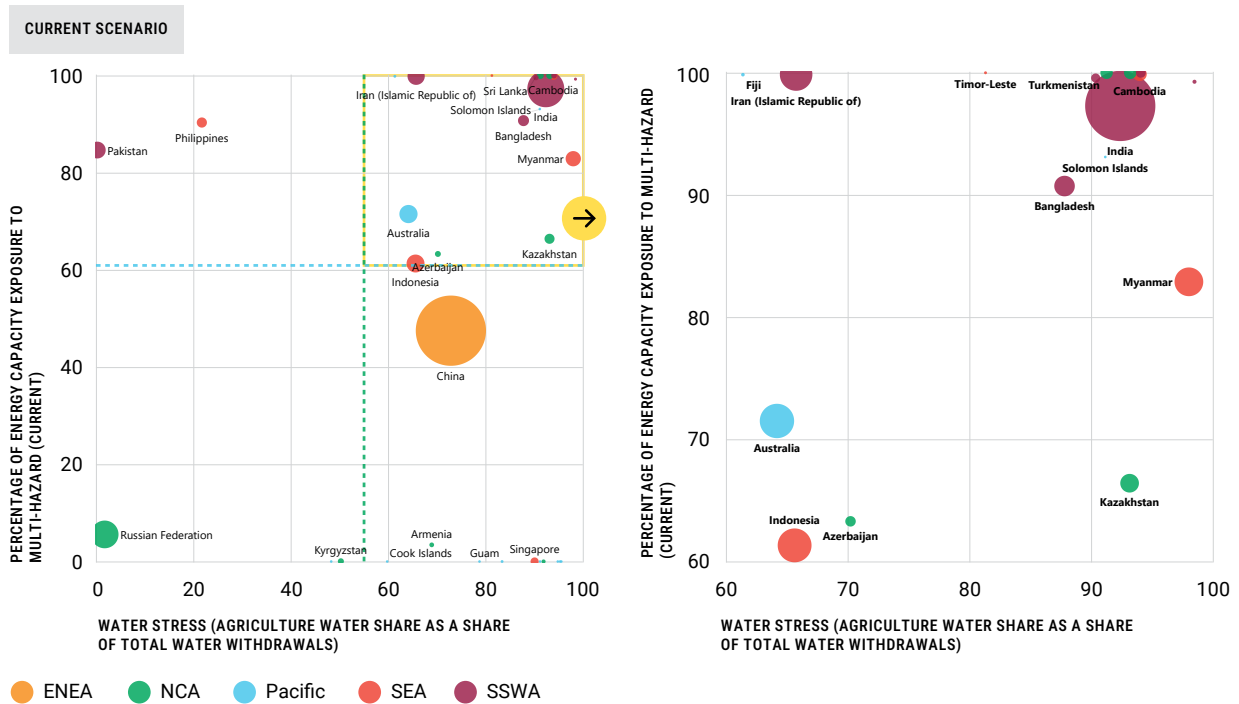 CURRENT SCENARIO
PERCENTAGE OF ENERGY CAPACITY EXPOSURE TO
MULTI-HAZARD (CURRENT)
100
80
60
40
20
0
Iran (Islamic Republic of)
Sri Lanka
Cambodia
Solomon Islands
India
Philippines
Bangladesh
Pakistan
Myanmar
Australia
Kazakhstan
Azerbaijan
Indonesia
China
Russian Federation
Armenia
Kyrgyzstan
Cook Islands
Guam
Singapore
0
20
40
60
80
100
WATER STRESS (AGRICULTURE WATER SHARE AS A SHARE
OF TOTAL WATER WITHDRAWALS)
PERCENTAGE OF ENERGY CAPACITY EXPOSURE TO MULTI-HAZARD
(CURRENT)
100
90
80
70
60
Fiji
Iran (Islamic Republic of)
Timor-Leste
Turkmenistan
Cambodia
India
Solomon Islands
Bangladesh
Myanmar
Australia
Kazakhstan
Indonesia
Azerbaijan
60
70
80
90
100
WATER STRESS (AGRICULTURE WATER SHARE AS A SHARE
OF TOTAL WATER WITHDRAWALS)
ENEA
NCA
Pacific
SEA
SSWA